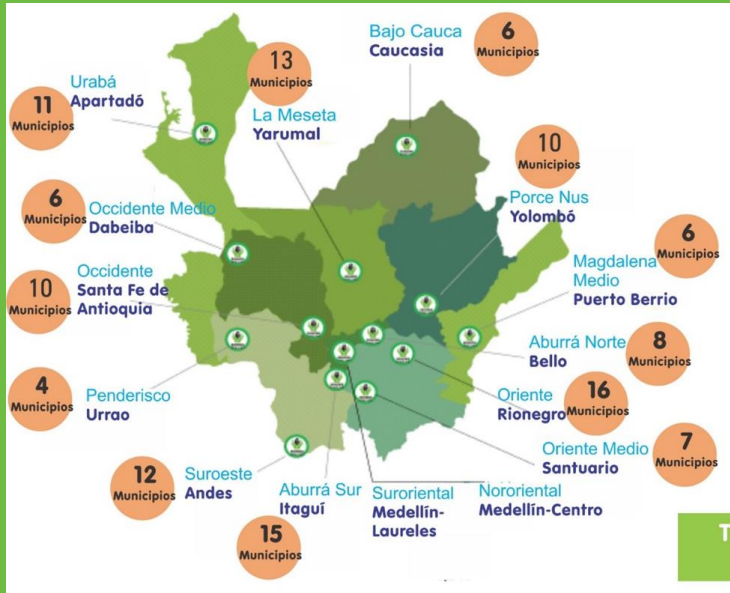 Bajo Cauca
Caucasia
6
Municipios
13
Municipios
La Meseta
Yarumal
Urabá
Apartadó
11
Municipios
10
Municipios
Porce Nus
Yolombó
6
Municipios
Occidente Medio
Dabeiba
6
Municipios
Magdalena
Medio
Puerto Berrio
Occidente
Santa Fe de
Antioquia
10
Municipios
Aburrá Norte
Bello
8
Municipios
4
Municipios
Penderisco
Urrao
Oriente
Rionegro
16
Municipios
Oriente Medio
Santuario
7
Municipios
12
Municipios
Suroeste
Andes
Aburrá Sur
Itaguí
15
Municipios
Suroriental
Medellín-
Laureles
Nororiental
Medellín-Centro
T